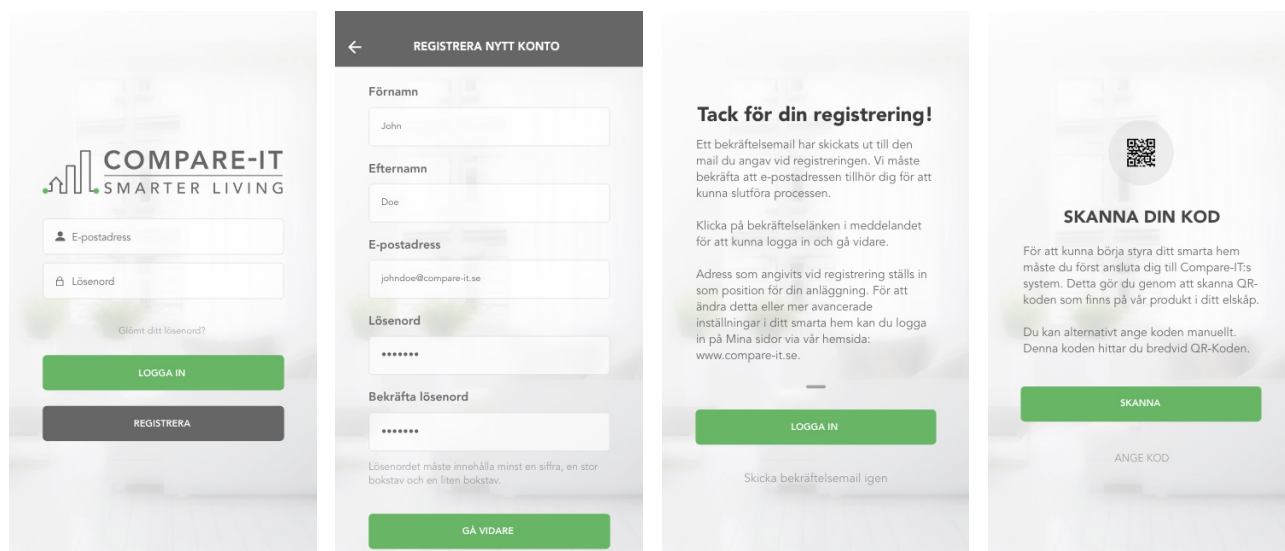 COMPARE-IT
SMARTER LIVING
E-postadress
Lösenord
Glömt ditt lösenord?
LOGGA IN
REGISTRERA
REGISTRERA NYTT KONTO
Förnamn
John
Efternamn
Doe
E-postadress
johndoe@compare-it.se
Lösenord
•••••••
Bekräfta lösenord
•••••••
Lösenordet måste innehålla minst en siffra, en stor
bokstav och en liten bokstav.
GÅ VIDARE
Tack för din registrering!
Ett bekräftelsemail har skickats ut till den
mail du angav vid registreringen. Vi måste
bekräfta att e-postadressen tillhör dig för att
kunna slutföra processen.
Klicka på bekräftelselänken i meddelandet
för att kunna logga in och gå vidare.
Adress som angivits vid registrering ställs in
som position för din anläggning. För att
ändra detta eller mer avancerade
inställningar i ditt smarta hem kan du logga
in på Mina sidor via vår hemsida:
www.compare-it.se.
LOGGA IN
Skicka bekräftelsemail igen
SKANNA DIN KOD
För att kunna börja styra ditt smarta hem
måste du först ansluta dig till Compare-IT:s
system. Detta gör du genom att skanna QR-
koden som finns på vår produkt i ditt elskåp.
Du kan alternativt ange koden manuellt.
Denna koden hittar du bredvid QR-Koden.
SKANNA
ANGE KOD